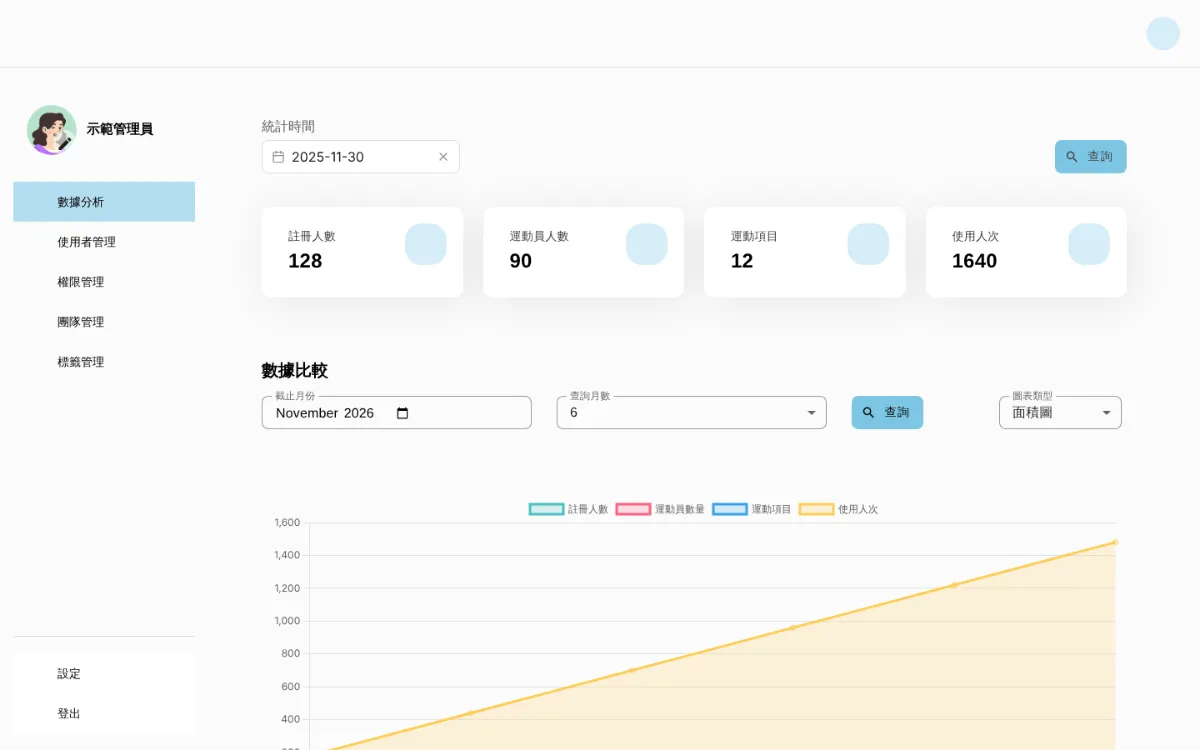 示範管理員
數據分析
使用者管理
權限管理
團隊管理
標籤管理
設定
登出
統計時間
2025-11-30
查詢
註冊人數
128
運動員人數
90
運動項目
12
使用人次
1640
數據比較
截止月份
November 2026
查詢月數
6
查詢
圖表類型
面積圖
註冊人數 運動員數量 運動項目 使用人次
1,600
1,400
1,200
1,000
800
600
400